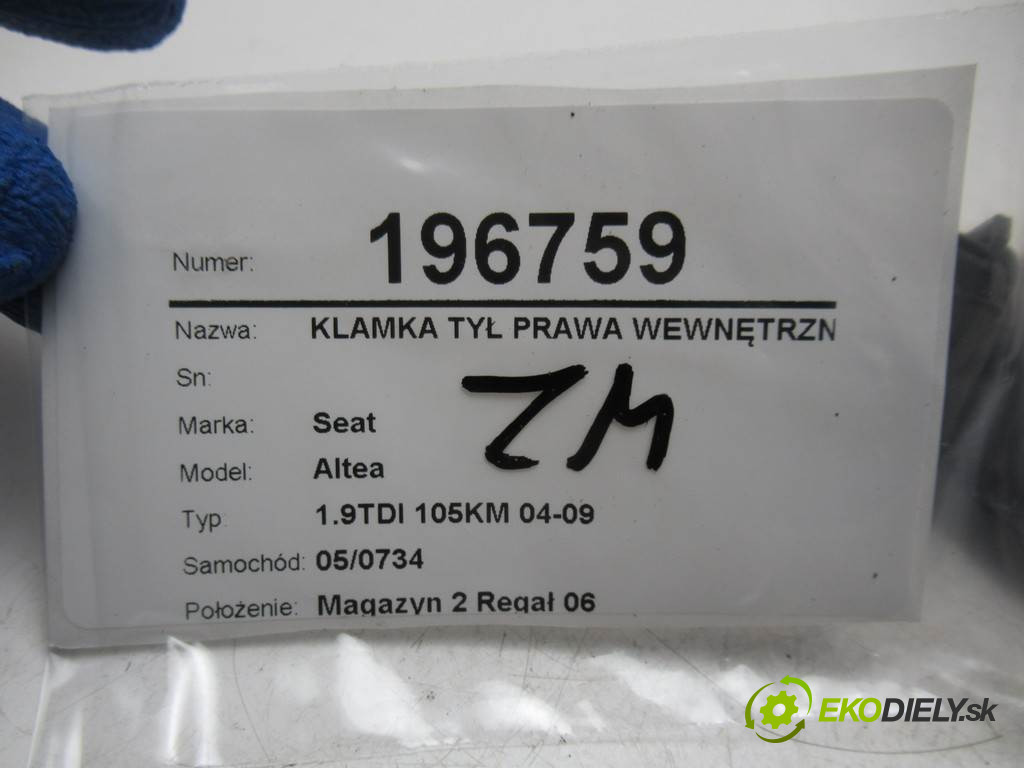 Numer: 196759
Nazwa: KLAMKA TYŁ PRAWA WEWNĘTRZN
Sn:
ZM
Marka: Seat
Model: Altea
Typ: 1.9TDI 105KM 04-09
Samochód: 05/0734
Położenie: Magazyn 2 Regał 06
EKODIELY.sk